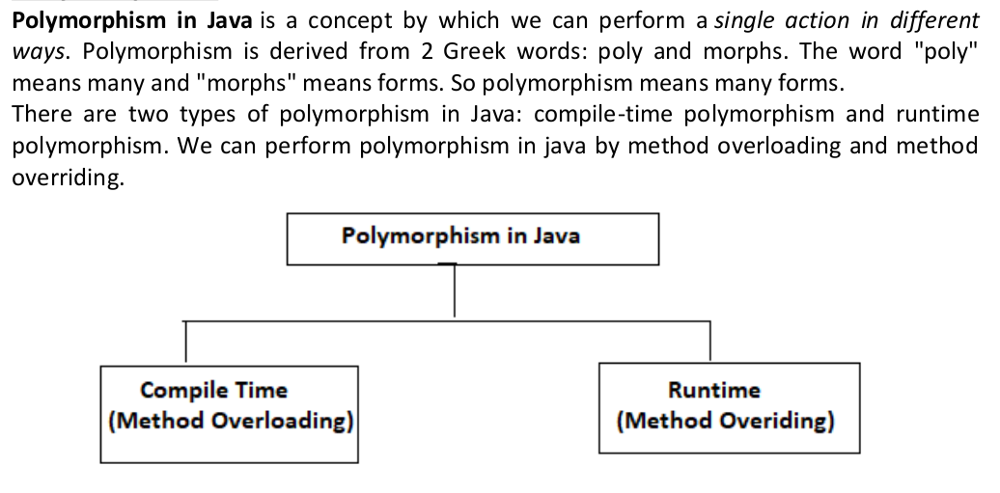 Polymorphism in Java is a concept by which we can perform a single action in different
ways. Polymorphism is derived from 2 Greek words: poly and morphs. The word "poly"
means many and "morphs" means forms. So polymorphism means many forms.
There are two types of polymorphism in Java: compile-time polymorphism and runtime
polymorphism. We can perform polymorphism in java by method overloading and method
overriding.
Polymorphism in Java
Compile Time
(Method Overloading)
Runtime
(Method Overiding)